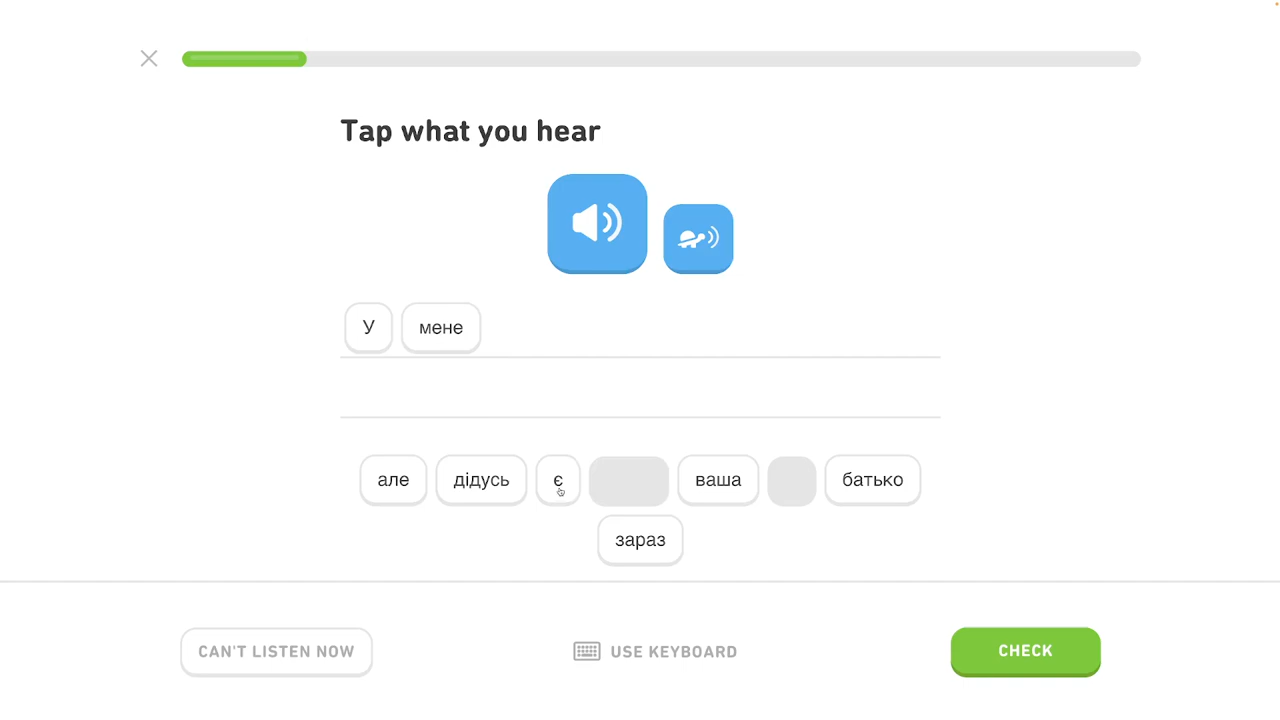 Tap what you hear
У мене
але дідусь є ваша батько
зараз
CAN'T LISTEN NOW USE KEYBOARD CHECK